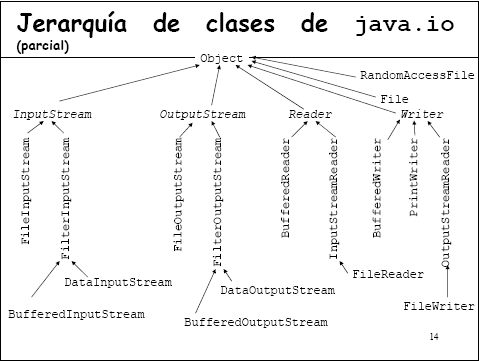 Jerarquía de clases de java.io
(parcial)
Object
RandomAccessFile
File
InputStream
OutputStream
Reader
Writer
FileInputStream
FilterInputStream
FileOutputStream
FilterOutputStream
BufferedReader
InputStreamReader
BufferedWriter
PrintWriter
OutputStreamReader
DataInputStream
BufferedInputStream
DataOutputStream
BufferedOutputStream
FileReader
FileWriter
14